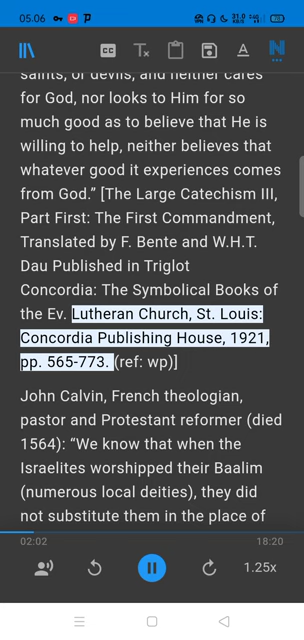 05.06
21.0
KB/s
70
CC
saints, or devils, and neither cares
for God, nor looks to Him for so
much good as to believe that He is
willing to help, neither believes that
whatever good it experiences comes
from God.” [The Large Catechism III,
Part First: The First Commandment,
Translated by F. Bente and W.H.T.
Dau Published in Triglot
Concordia: The Symbolical Books of
the Ev. Lutheran Church, St. Louis:
Concordia Publishing House, 1921,
pp. 565-773. (ref: wp)]
John Calvin, French theologian,
pastor and Protestant reformer (died
1564): “We know that when the
Israelites worshipped their Baalim
(numerous local deities), they did
not substitute them in the place of
02:02
18:20
1.25x